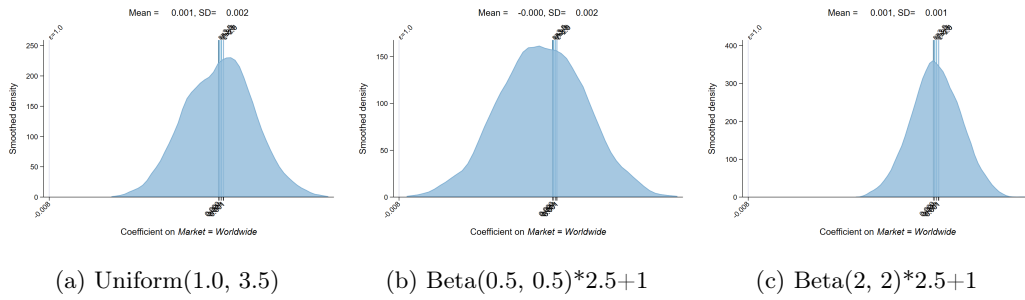 Mean = 0.001, SD= 0.002
ε=1.0
250
200
150
100
50
0
Smoothed density
-0.008
Coefficient on Market = Worldwide
(a) Uniform(1.0, 3.5)
Mean = -0.000, SD= 0.002
ε=1.0
150
100
50
0
Smoothed density
-0.008
Coefficient on Market = Worldwide
(b) Beta(0.5, 0.5)*2.5+1
Mean = 0.001, SD= 0.001
ε=1.0
400
300
200
100
0
Smoothed density
-0.008
Coefficient on Market = Worldwide
(c) Beta(2, 2)*2.5+1